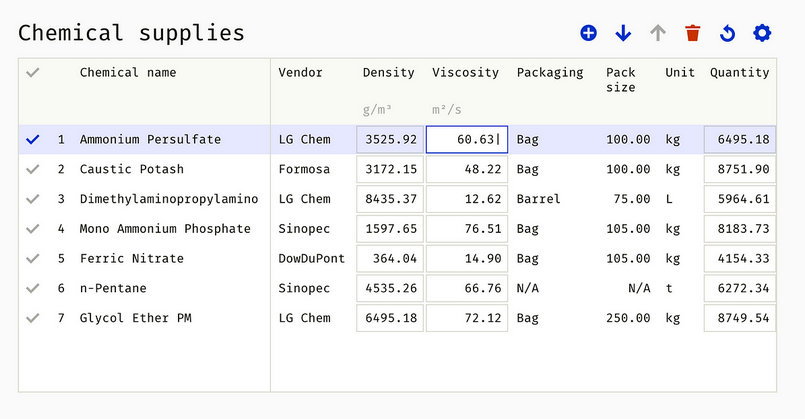 Chemical supplies
Chemical name Vendor Density Viscosity Packaging Pack size Unit Quantity
g/m³ m²/s
1 Ammonium Persulfate LG Chem 3525.92 60.63 Bag 100.00 kg 6495.18
2 Caustic Potash Formosa 3172.15 48.22 Bag 100.00 kg 8751.90
3 Dimethylaminopropylamino LG Chem 8435.37 12.62 Barrel 75.00 L 5964.61
4 Mono Ammonium Phosphate Sinopec 1597.65 76.51 Bag 105.00 kg 8183.73
5 Ferric Nitrate DowDuPont 364.04 14.90 Bag 105.00 kg 4154.33
6 n-Pentane Sinopec 4535.26 66.76 N/A N/A t 6272.34
7 Glycol Ether PM LG Chem 6495.18 72.12 Bag 250.00 kg 8749.54